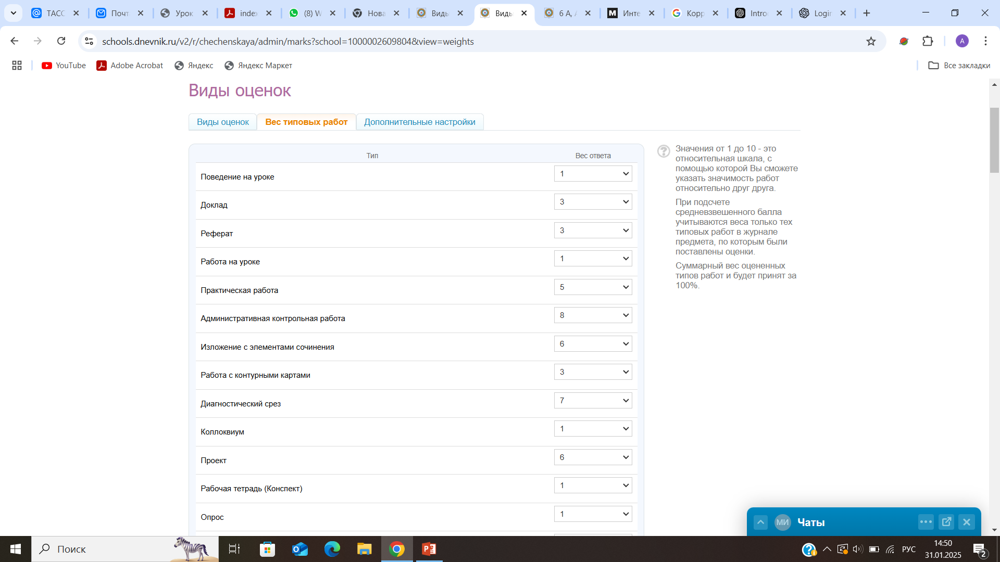 ТАСС
Почт
Урок
index
(8) W
Нова
Виды
Виды
6 А, А
Инте
Корр
Intro
Login
schools.dnevnik.ru/v2/r/chechenskaya/admin/marks?school=1000002609804&view=weights
A
YouTube
Adobe Acrobat
Яндекс
Яндекс Маркет
Все закладки
Виды оценок
Виды оценок
Вес типовых работ
Дополнительные настройки
Тип
Вес ответа
Поведение на уроке
1
Доклад
3
Реферат
3
Работа на уроке
1
Практическая работа
5
Административная контрольная работа
8
Изложение с элементами сочинения
6
Работа с контурными картами
3
Диагностический срез
7
Коллоквиум
1
Проект
6
Рабочая тетрадь (Конспект)
1
Опрос
1
Значения от 1 до 10 - это
относительная шкала, с
помощью которой Вы сможете
указать значимость работ
относительно друг друга.
При подсчете
средневзвешенного балла
учитываются веса только тех
типовых работ в журнале
предмета, по которым были
поставлены оценки.
Суммарный вес оцененных
типов работ и будет принят за
100%.
МИ
Чаты
Поиск
РУС
14:50
31.01.2025
2